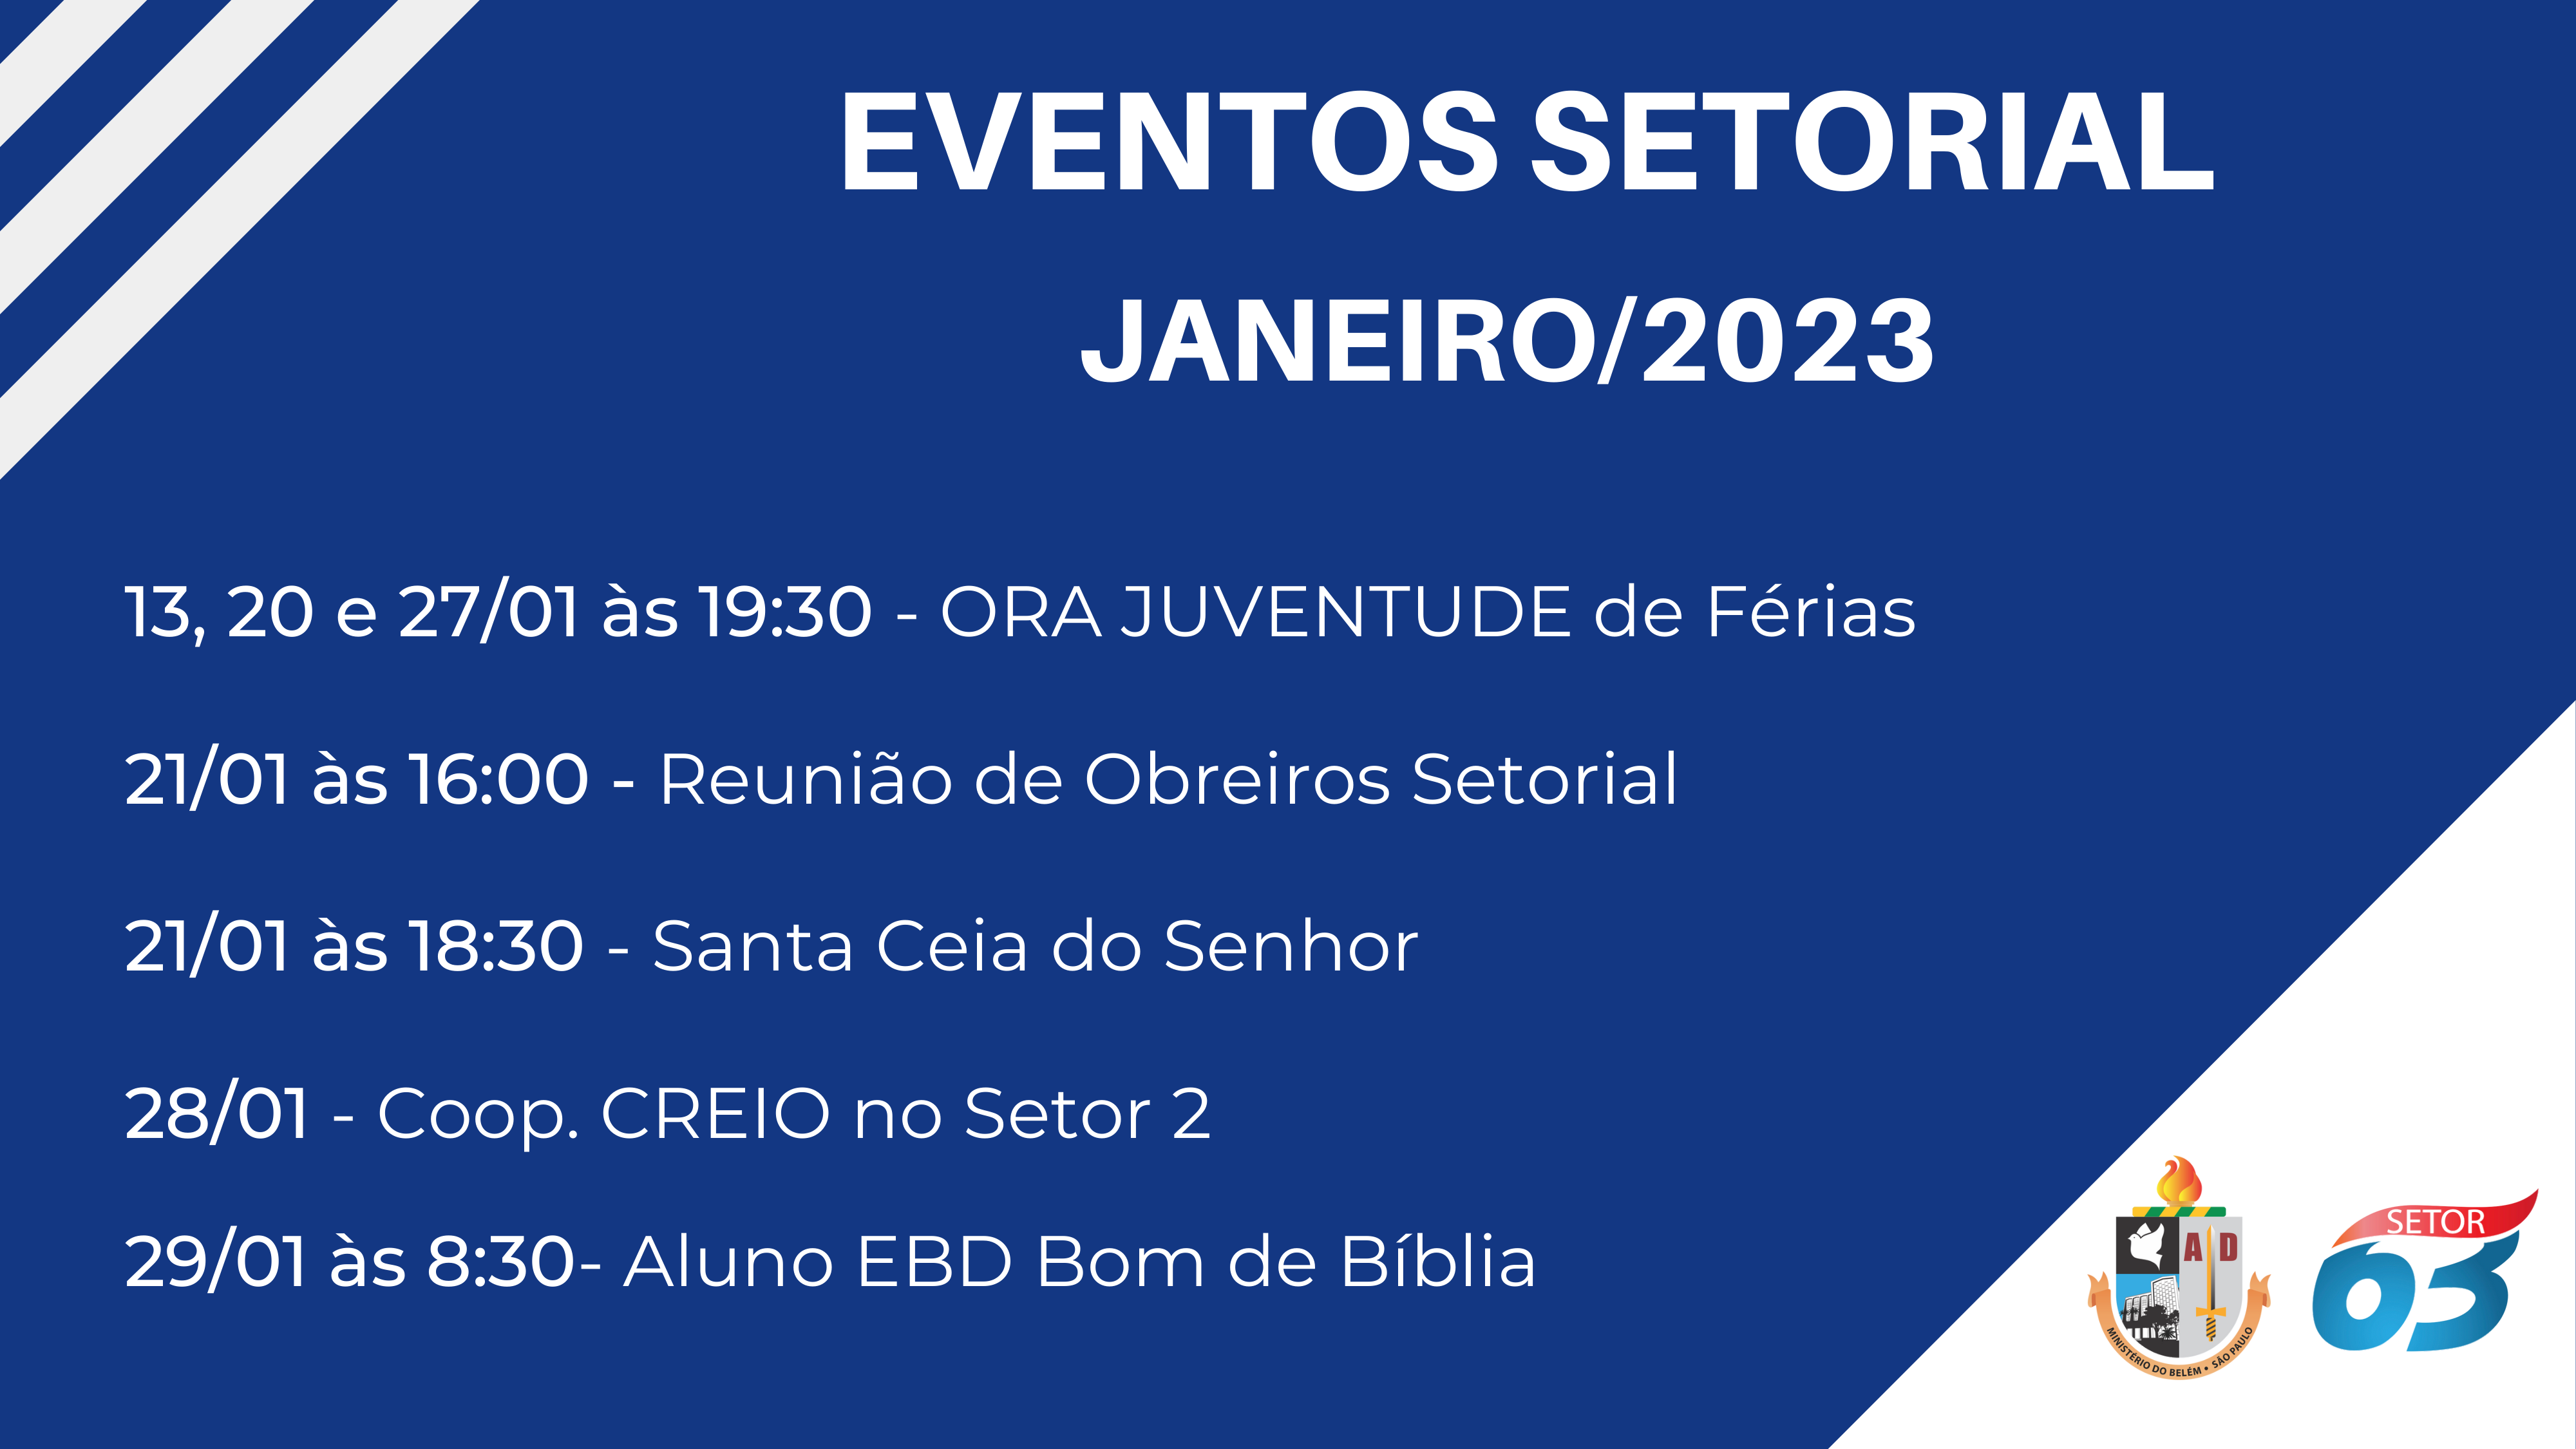 EVENTOS SETORIAL
JANEIRO/2023
13, 20 e 27/01 às 19:30 - ORA JUVENTUDE de Férias
21/01 às 16:00 - Reunião de Obreiros Setorial
21/01 às 18:30 - Santa Ceia do Senhor
28/01 - Coop. CREIO no Setor 2
29/01 às 8:30- Aluno EBD Bom de Bíblia
A D
MINISTÉRIO DO BELÉM • SÃO PAULO
SETOR
03